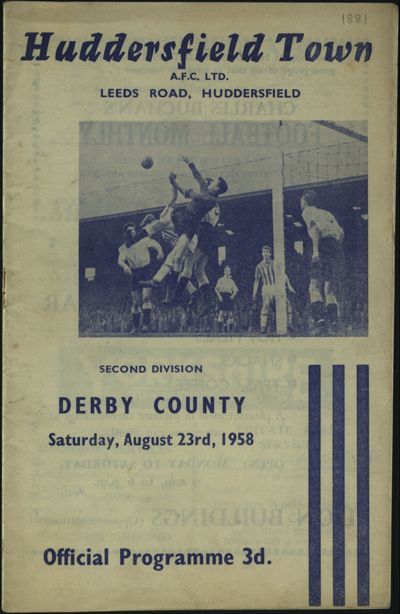 1881
Huddersfield Town
A.F.C. LTD.
LEEDS ROAD, HUDDERSFIELD
SECOND DIVISION
DERBY COUNTY
Saturday, August 23rd, 1958
Official Programme 3d.